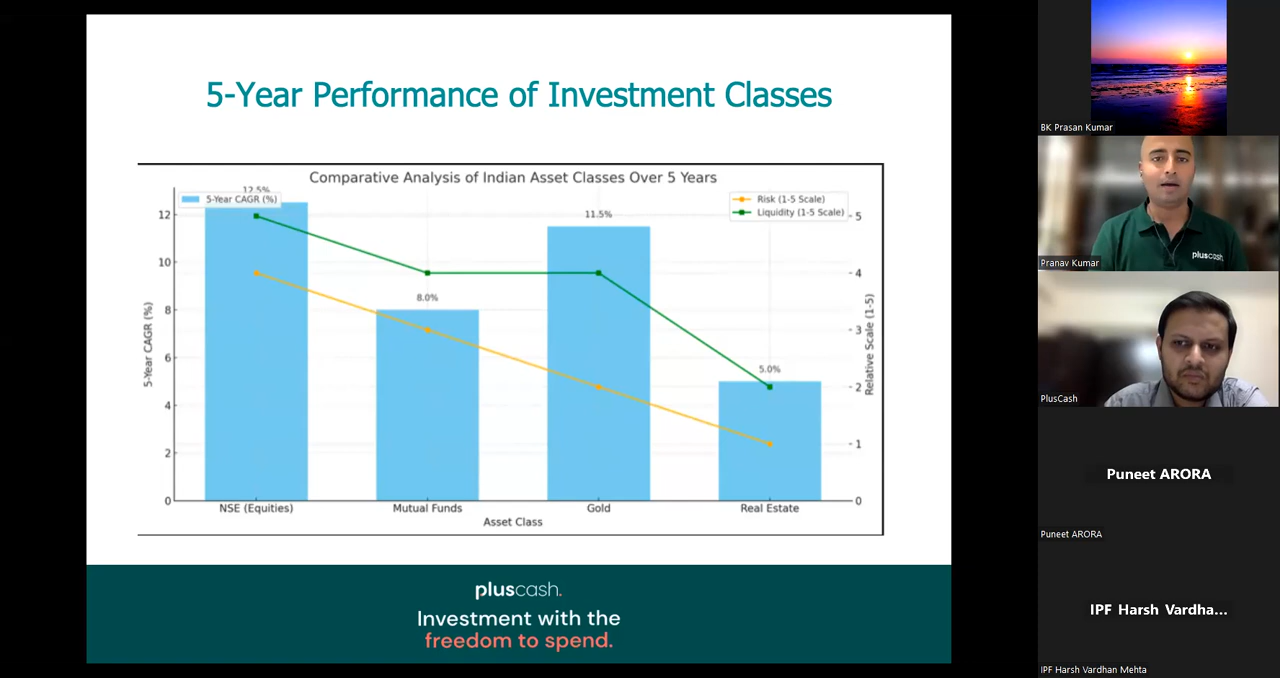 5-Year Performance of Investment Classes
Comparative Analysis of Indian Asset Classes Over 5 Years
5-Year CAGR (%)
Risk (1-5 Scale)
Liquidity (1-5 Scale)
12.5%
8.0%
11.5%
5.0%
5-Year CAGR (%)
12
10
8
6
4
2
0
Relative Scale (1-5)
5
4
3
2
1
0
NSE (Equities)
Mutual Funds
Gold
Real Estate
Asset Class
pluscash.
Investment with the
freedom to spend.
BK Prasan Kumar
pluscash.
Pranav Kumar
PlusCash
Puneet ARORA
Puneet ARORA
IPF Harsh Vardha...
IPF Harsh Vardhan Mehta